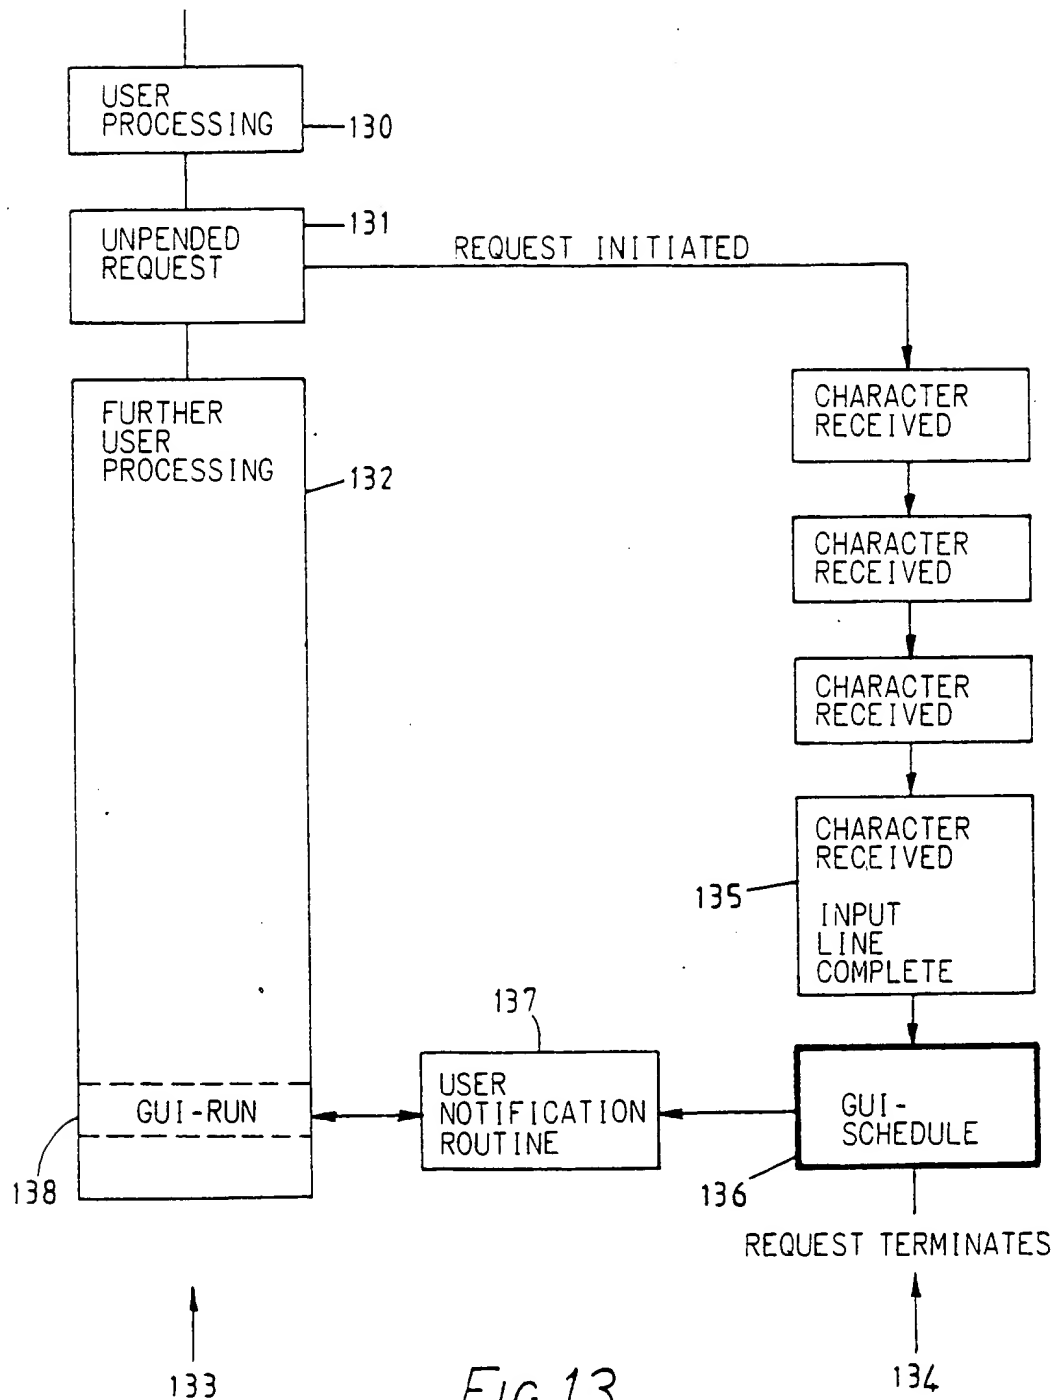 USER
PROCESSING
130
UNPENDED
REQUEST
131
REQUEST INITIATED
FURTHER
USER
PROCESSING
132
CHARACTER
RECEIVED
CHARACTER
RECEIVED
CHARACTER
RECEIVED
CHARACTER
RECEIVED
INPUT
LINE
COMPLETE
135
137
USER
NOTIFICATION
ROUTINE
GUI-RUN
138
GUI-
SCHEDULE
136
REQUEST TERMINATES
133
134
FIG.13